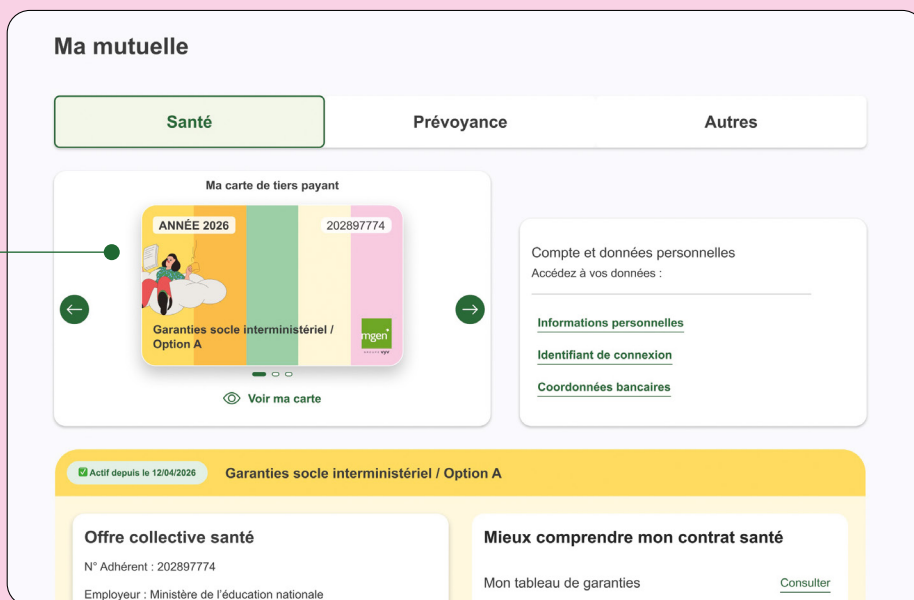 Ma mutuelle
Santé
Prévoyance
Autres
Ma carte de tiers payant
ANNÉE 2026
202897774
Garanties socle interministériel /
Option A
mgen
GROUPE vyv
Voir ma carte
Compte et données personnelles
Accédez à vos données :
Informations personnelles
Identifiant de connexion
Coordonnées bancaires
Actif depuis le 12/04/2026
Garanties socle interministériel / Option A
Offre collective santé
N° Adhérent : 202897774
Employeur : Ministère de l’éducation nationale
Mieux comprendre mon contrat santé
Mon tableau de garanties
Consulter